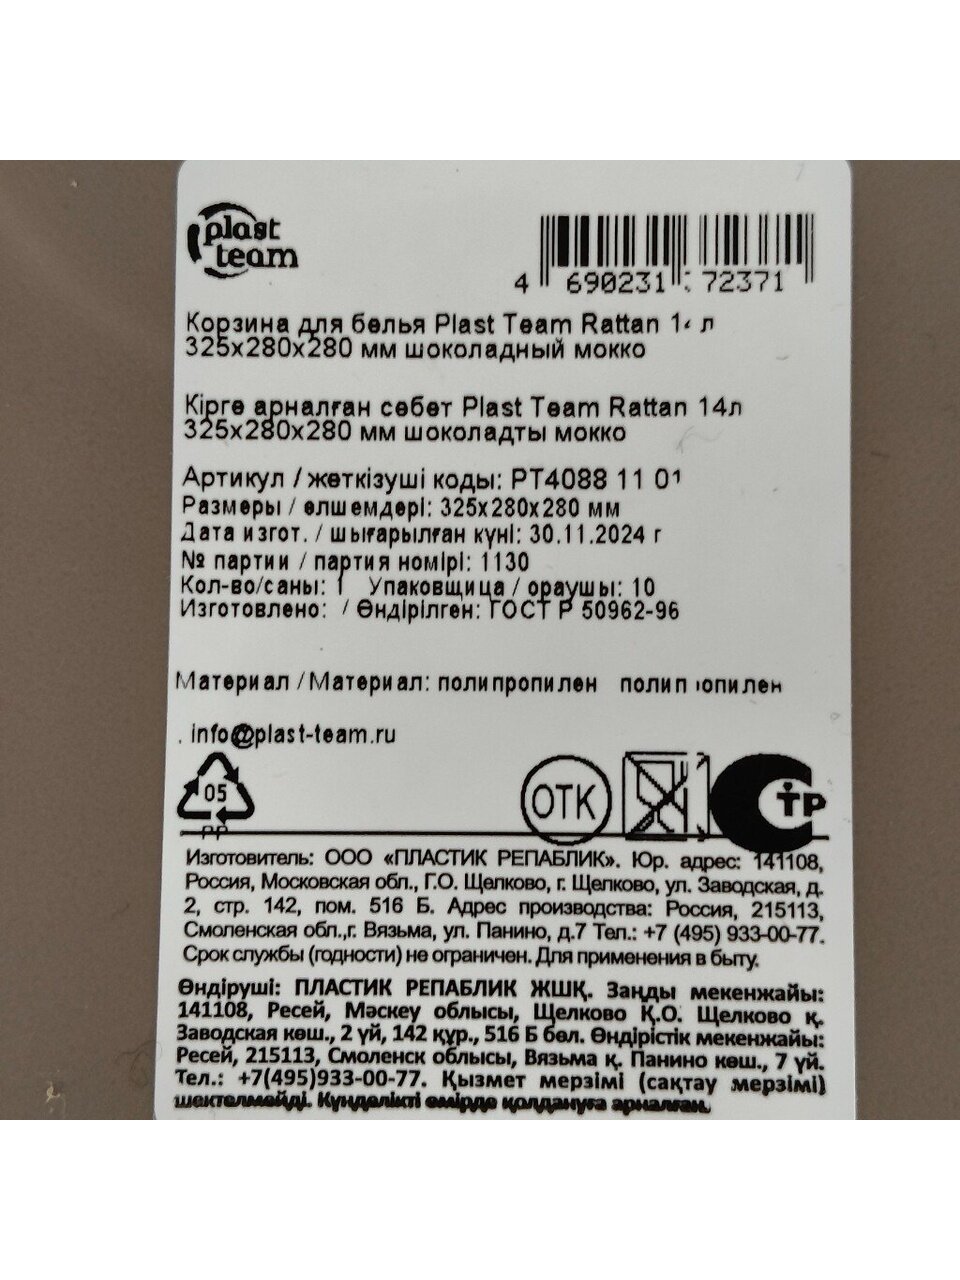 plast team
4 690231 72371
Корзина для белья Plast Team Rattan 14 л
325x280x280 мм шоколадный мокко
Кірге арналған себет Plast Team Rattan 14л
325x280x280 мм шоколадты мокко
Артикул / жеткізуші коды: PT4088 11 01
Размеры / өлшемдері: 325x280x280 мм
Дата изгот. / шығарылған күні: 30.11.2024 г
№ партии / партия номірі: 1130
Кол-во/саны: 1 Упаковщица / ораушы: 10
Изготовлено: / Өндірілген: ГОСТ Р 50962-96
Материал / Материал: полипропилен полипропилен
. info@plast-team.ru
05
PP
ОТК
ТР
Изготовитель: ООО «ПЛАСТИК РЕПАБЛИК». Юр. адрес: 141108,
Россия, Московская обл., Г.О. Щелково, г. Щелково, ул. Заводская, д.
2, стр. 142, пом. 516 Б. Адрес производства: Россия, 215113,
Смоленская обл.,г. Вязьма, ул. Панино, д.7 Тел.: +7 (495) 933-00-77.
Срок службы (годности) не ограничен. Для применения в быту.
Өндіруші: ПЛАСТИК РЕПАБЛИК ЖШҚ. Заңды мекенжайы:
141108, Ресей, Мәскеу облысы, Щелково Қ.О. Щелково қ.
Заводская көш., 2 үй, 142 құр., 516 Б бөл. Өндірістік мекенжайы:
Ресей, 215113, Смоленск облысы, Вязьма қ. Панино көш., 7 үй.
Тел.: +7(495)933-00-77. Қызмет мерзімі (сақтау мерзімі)
шектелмейді. Күнделікті өмірде қолдануға арналған.